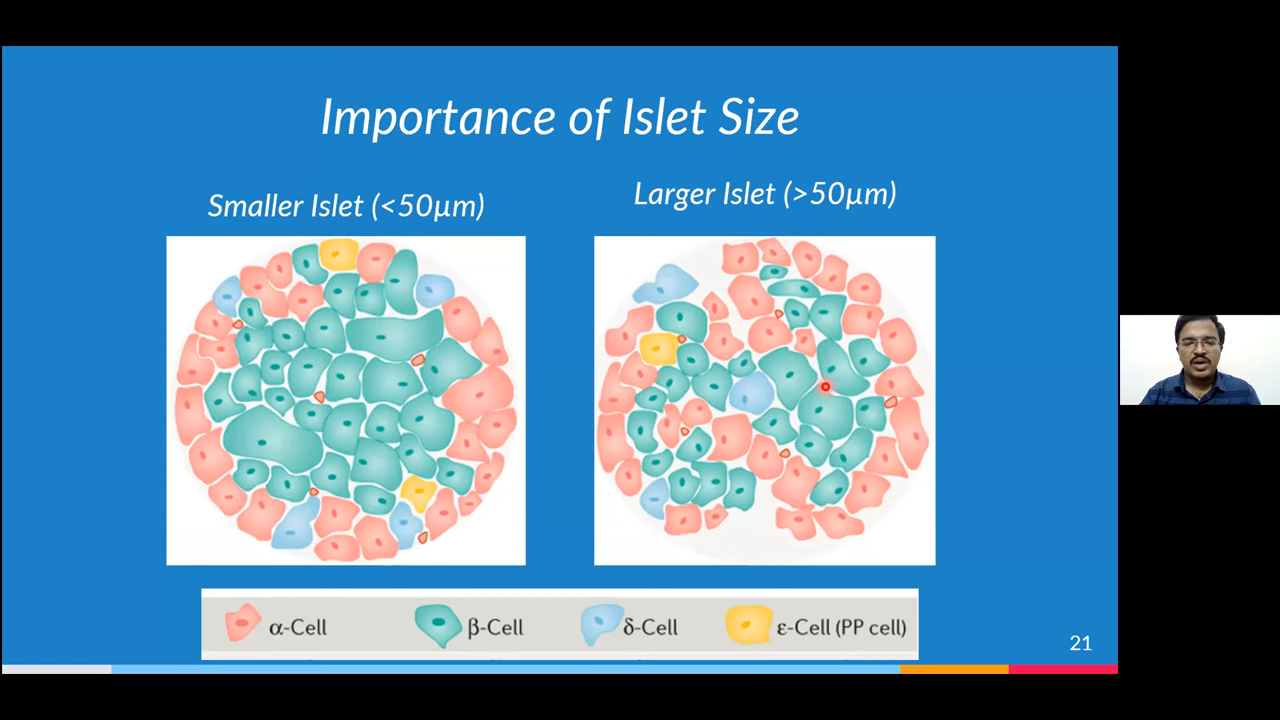 Importance of Islet Size
Smaller Islet (<50μm)
Larger Islet (>50μm)
α-Cell
β-Cell
δ-Cell
ε-Cell (PP cell)
21